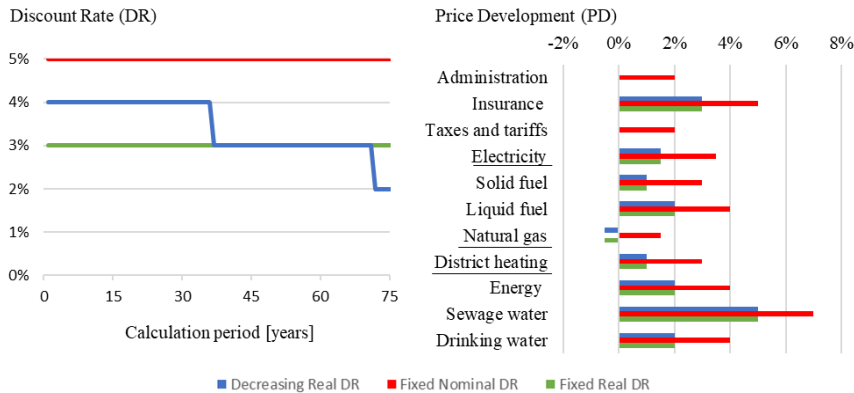 Discount Rate (DR)
5%
4%
3%
2%
1%
0%
0 15 30 45 60 75
Calculation period [years]
Price Development (PD)
-2% 0% 2% 4% 6% 8%
Administration
Insurance
Taxes and tariffs
Electricity
Solid fuel
Liquid fuel
Natural gas
District heating
Energy
Sewage water
Drinking water
Decreasing Real DR Fixed Nominal DR Fixed Real DR